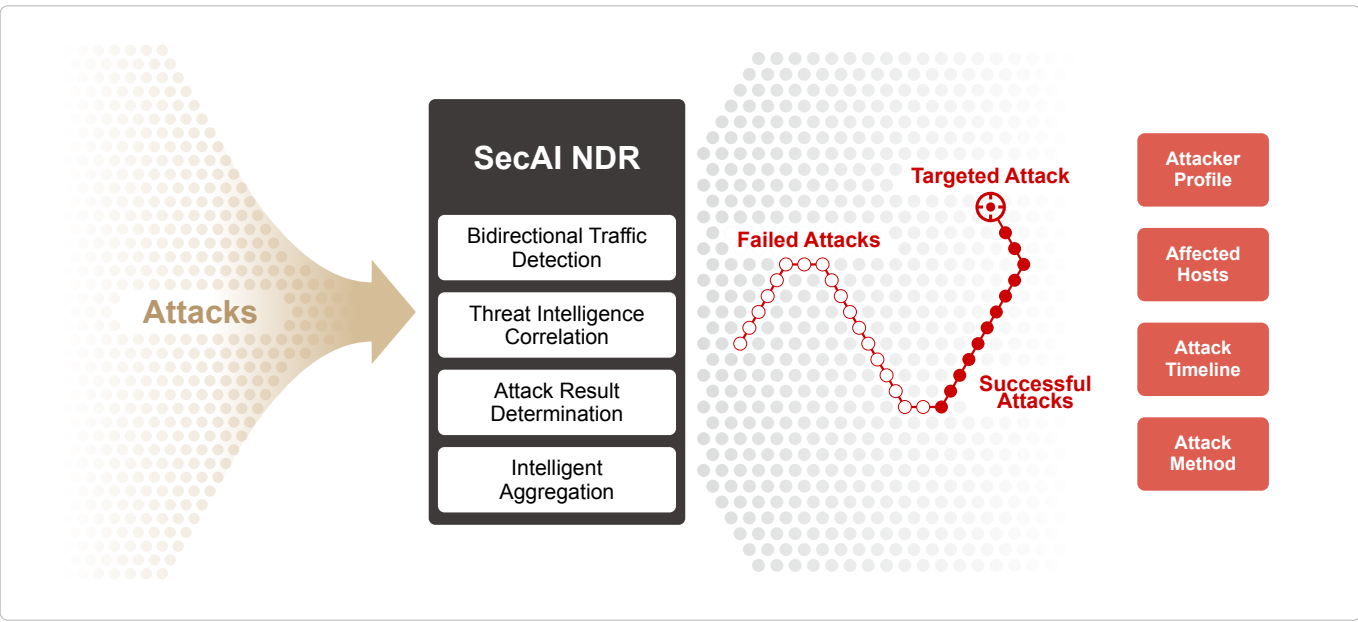 Attacks
SecAI NDR
Bidirectional Traffic
Detection
Threat Intelligence
Correlation
Attack Result
Determination
Intelligent
Aggregation
Failed Attacks
Targeted Attack
Successful
Attacks
Attacker
Profile
Affected
Hosts
Attack
Timeline
Attack
Method